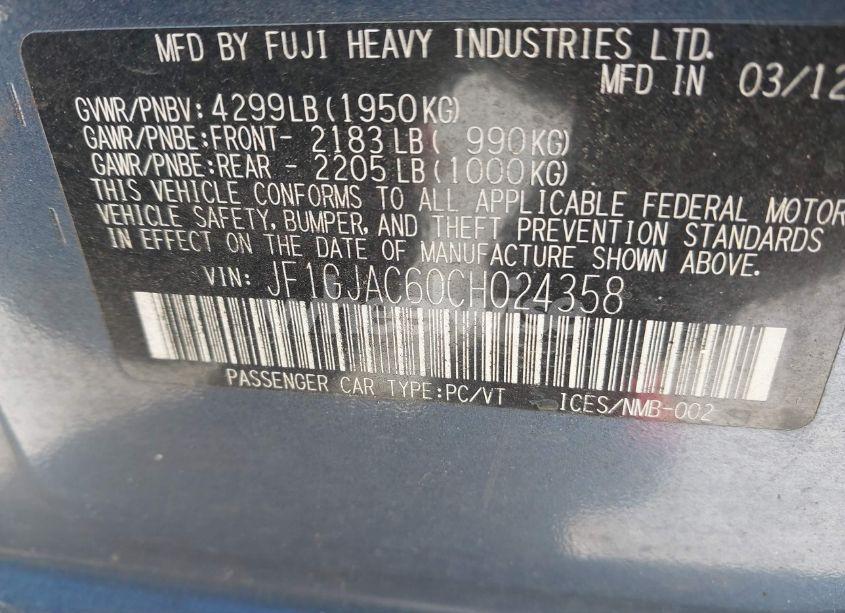 MFD BY FUJI HEAVY INDUSTRIES LTD.
MFD IN 03/12
GVWR/PNBV: 4299LB (1950KG)
GAWR/PNBE:FRONT- 2183LB ( 990KG)
GAWR/PNBE:REAR - 2205LB (1000KG)
THIS VEHICLE CONFORMS TO ALL APPLICABLE FEDERAL MOTOR
VEHICLE SAFETY, BUMPER, AND THEFT PREVENTION STANDARDS
IN EFFECT ON THE DATE OF MANUFACTURE SHOWN ABOVE.
VIN: JF1GJAC60CH024358
PASSENGER CAR TYPE:PC/VT ICES/NMB-002